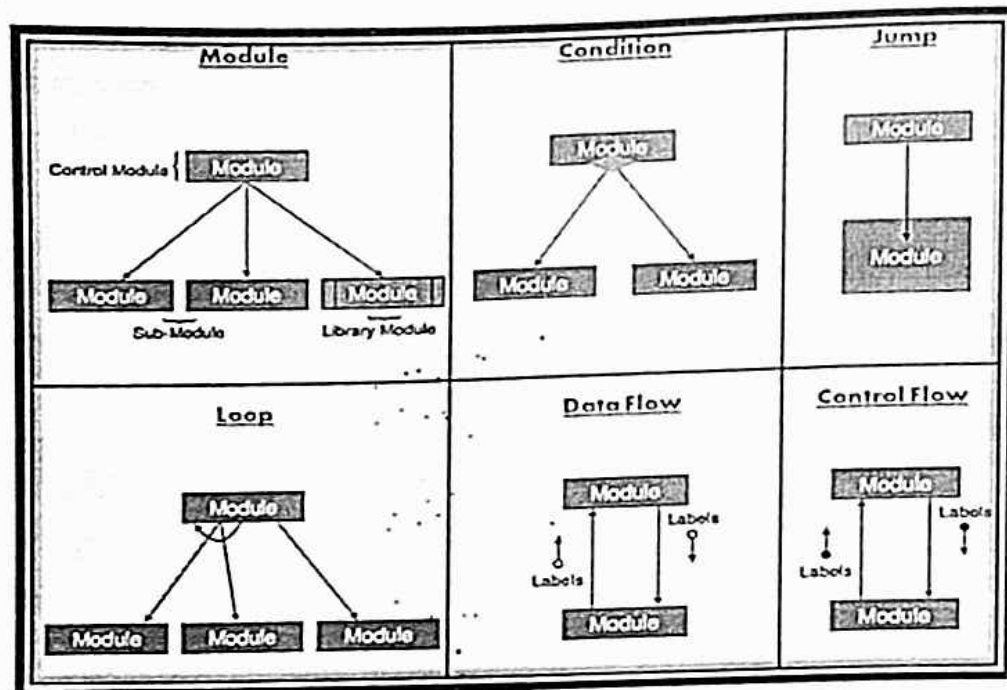 Module
Control Module
Module
Module
Module
Module
Sub-Module
Library Module
Condition
Module
Module
Module
Jump
Module
Module
Loop
Module
Module
Module
Module
Data Flow
Module
Labels
Labels
Module
Control Flow
Module
Labels
Labels
Module